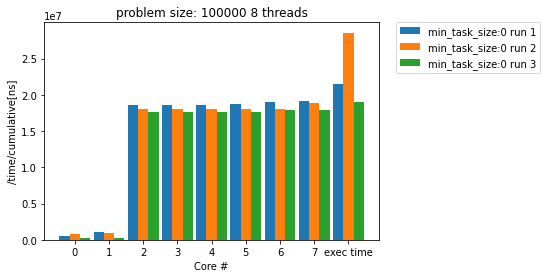 problem size: 100000 8 threads
1e7
min_task_size:0 run 1
min_task_size:0 run 2
min_task_size:0 run 3
2.5
2.0
1.5
1.0
0.5
0.0
/time/cumulative[ns]
0 1 2 3 4 5 6 7 exec time
Core #